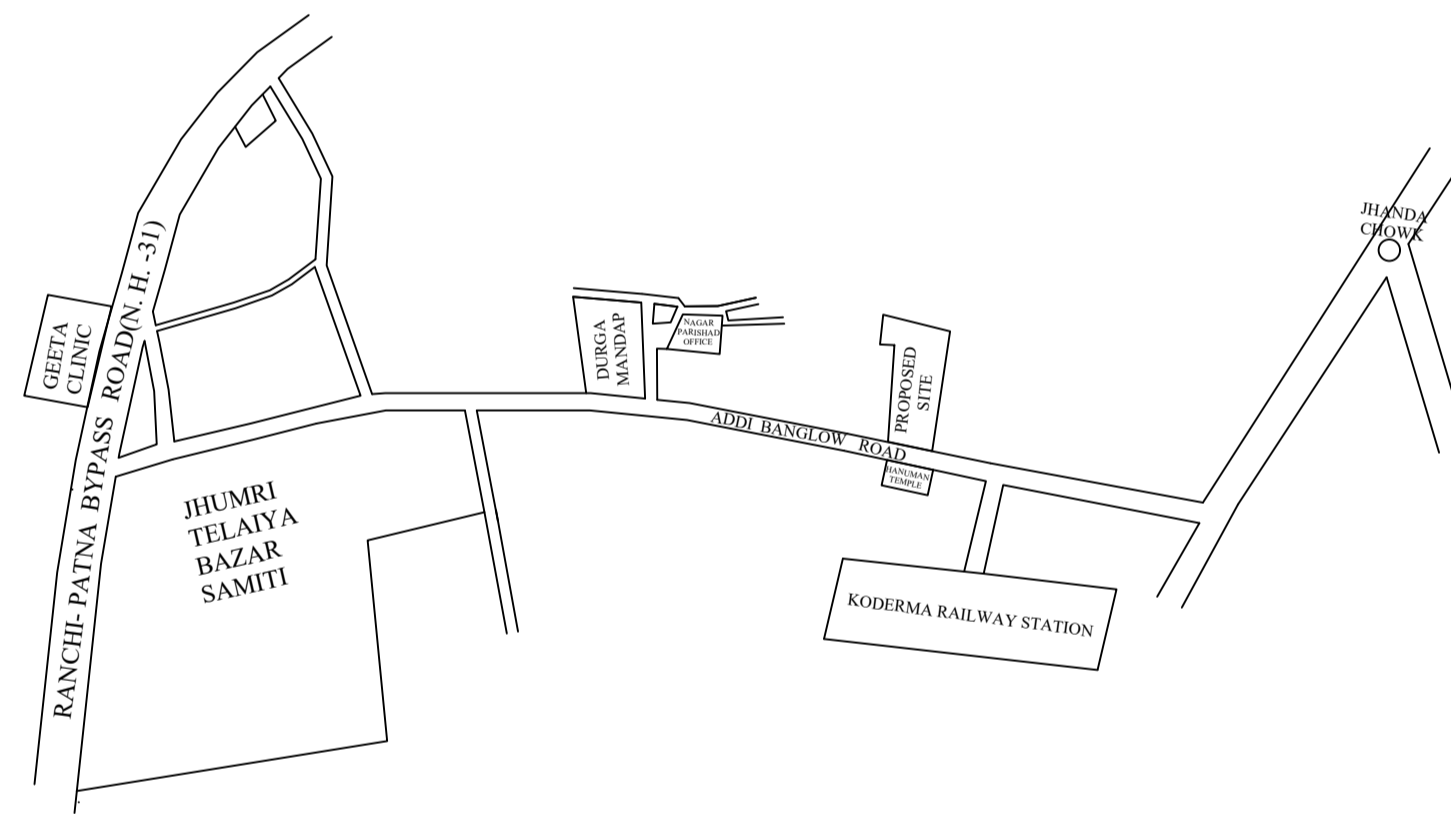 JHANDA
CHOWK
RANCHI- PATNA BYPASS ROAD(N. H. -31)
GEETA
CLINIC
DURGA
MANDAP
NAGAR
PARISHAD
OFFICE
PROPOSED
SITE
ADDI BANGLOW ROAD
HANUMAN
TEMPLE
JHUMRI
TELAIYA
BAZAR
SAMITI
KODERMA RAILWAY STATION